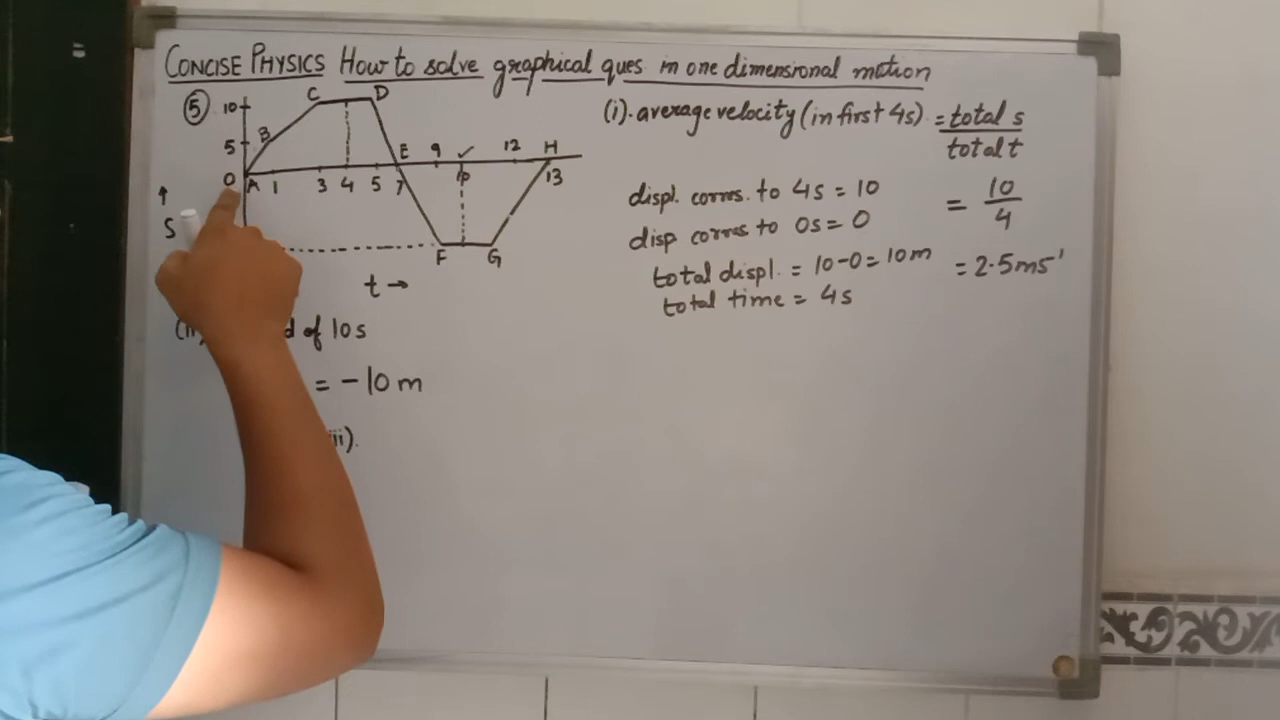 CONCISE PHYSICS How to solve graphical ques in one dimensional motion
(5)
10
5
0
A B C D E F G H
1 3 4 5 7 9 10 12 13
S
t →
(i). average velocity (in first 4s) = total s / total t
displ. corres. to 4s = 10
= 10/4
disp corres to 0s = 0
total displ. = 10-0 = 10m
= 2.5ms'
total time = 4s
of 10s
= -10m
iii).